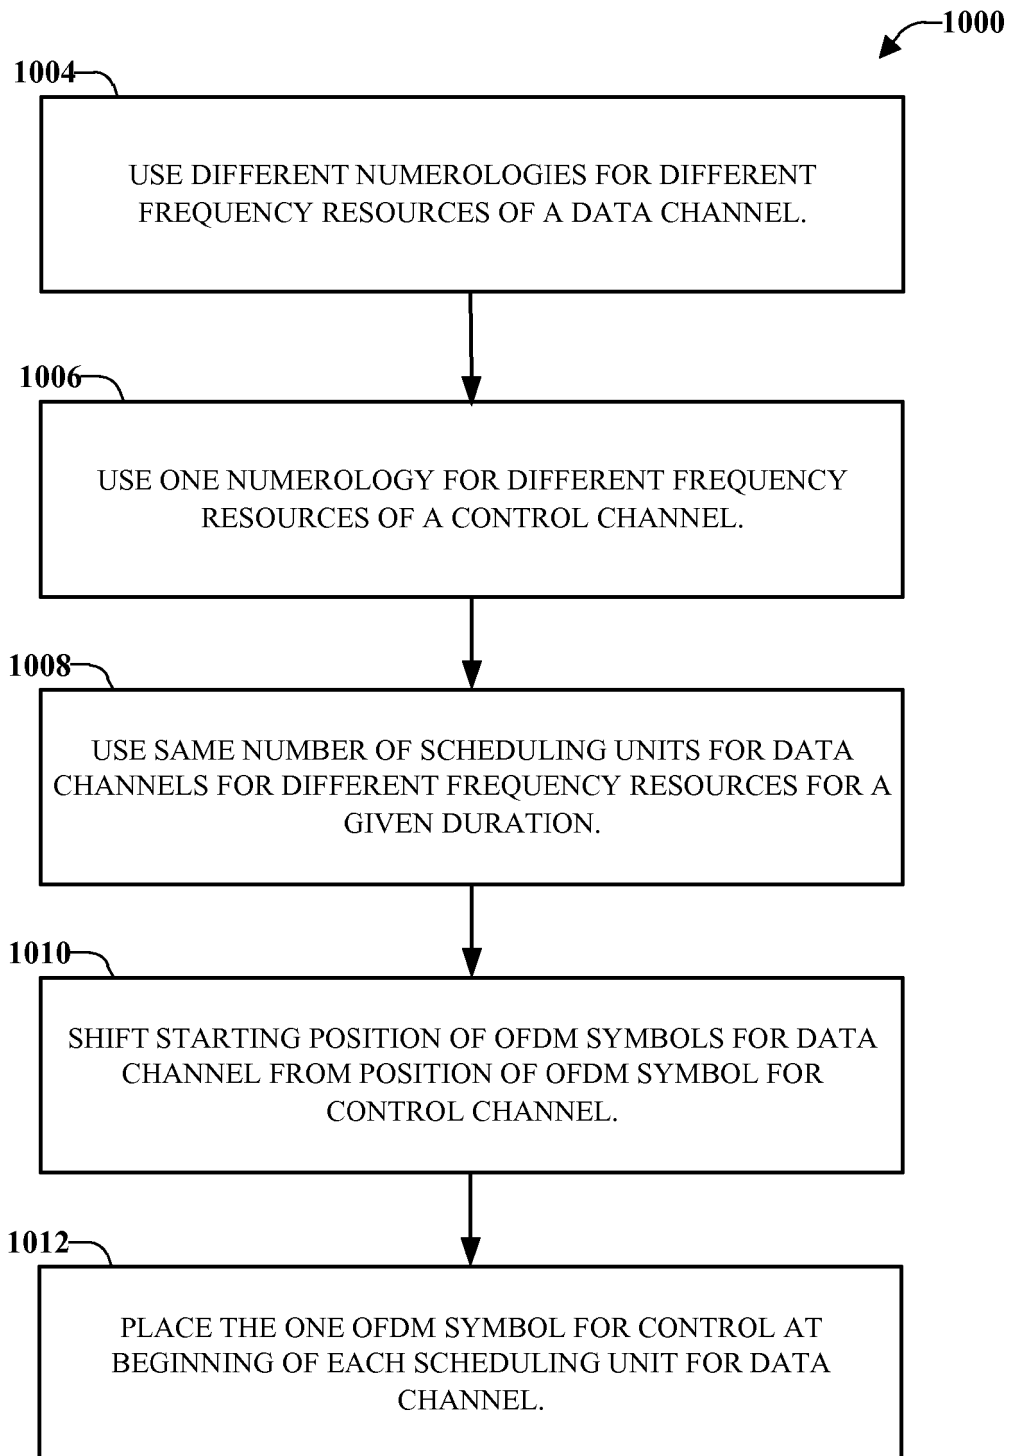 1000
1004
USE DIFFERENT NUMEROLOGIES FOR DIFFERENT
FREQUENCY RESOURCES OF A DATA CHANNEL.
1006
USE ONE NUMEROLOGY FOR DIFFERENT FREQUENCY
RESOURCES OF A CONTROL CHANNEL.
1008
USE SAME NUMBER OF SCHEDULING UNITS FOR DATA
CHANNELS FOR DIFFERENT FREQUENCY RESOURCES FOR A
GIVEN DURATION.
1010
SHIFT STARTING POSITION OF OFDM SYMBOLS FOR DATA
CHANNEL FROM POSITION OF OFDM SYMBOL FOR
CONTROL CHANNEL.
1012
PLACE THE ONE OFDM SYMBOL FOR CONTROL AT
BEGINNING OF EACH SCHEDULING UNIT FOR DATA
CHANNEL.